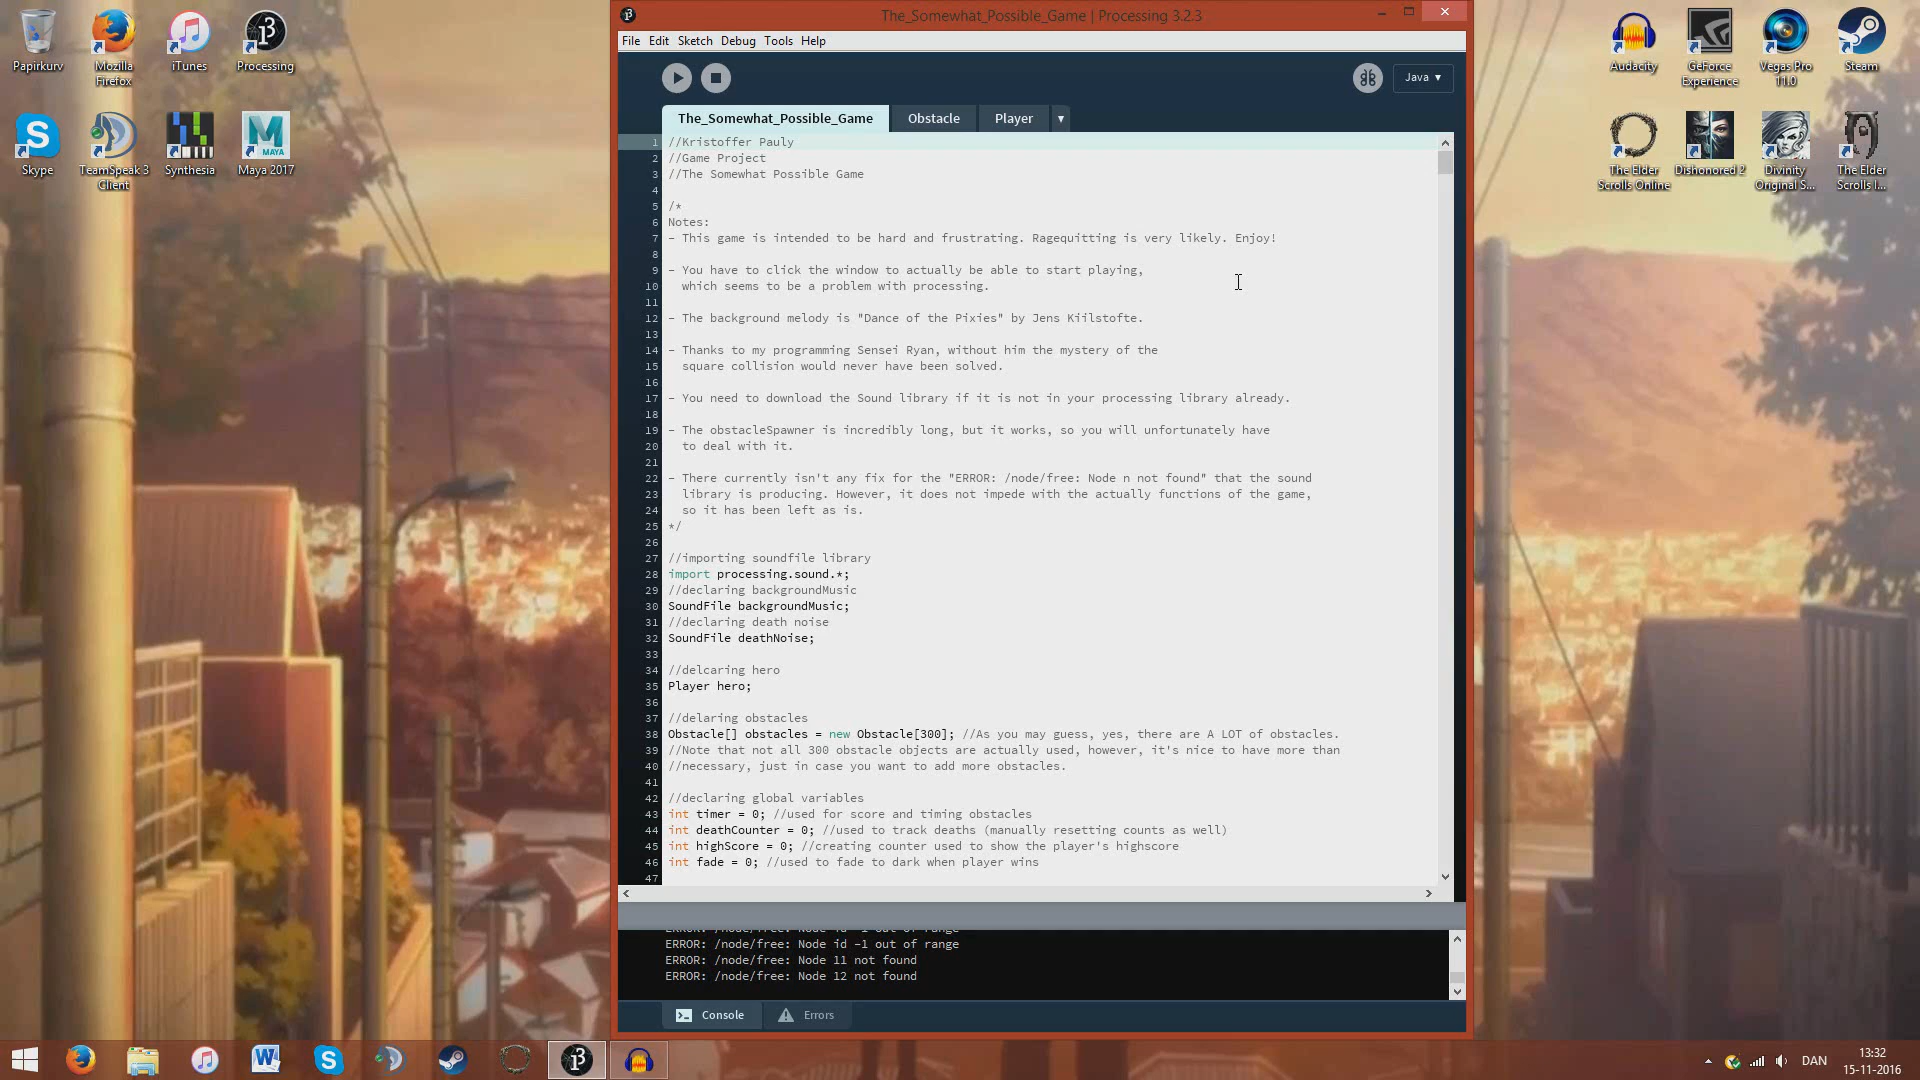 The_Somewhat_Possible_Game | Processing 3.2.3
File Edit Sketch Debug Tools Help
Java ▾
The_Somewhat_Possible_Game Obstacle Player ▾
1 //Kristoffer Pauly
2 //Game Project
3 //The Somewhat Possible Game
4
5 /*
6 Notes:
7 - This game is intended to be hard and frustrating. Ragequitting is very likely. Enjoy!
8
9 - You have to click the window to actually be able to start playing,
10 which seems to be a problem with processing.
11
12 - The background melody is "Dance of the Pixies" by Jens Kiilstofte.
13
14 - Thanks to my programming Sensei Ryan, without him the mystery of the
15 square collision would never have been solved.
16
17 - You need to download the Sound library if it is not in your processing library already.
18
19 - The obstacleSpawner is incredibly long, but it works, so you will unfortunately have
20 to deal with it.
21
22 - There currently isn't any fix for the "ERROR: /node/free: Node n not found" that the sound
23 library is producing. However, it does not impede with the actually functions of the game,
24 so it has been left as is.
25 */
26
27 //importing soundfile library
28 import processing.sound.*;
29 //declaring backgroundMusic
30 SoundFile backgroundMusic;
31 //declaring death noise
32 SoundFile deathNoise;
33
34 //delcaring hero
35 Player hero;
36
37 //delaring obstacles
38 Obstacle[] obstacles = new Obstacle[300]; //As you may guess, yes, there are A LOT of obstacles.
39 //Note that not all 300 obstacle objects are actually used, however, it's nice to have more than
40 //necessary, just in case you want to add more obstacles.
41
42 //declaring global variables
43 int timer = 0; //used for score and timing obstacles
44 int deathCounter = 0; //used to track deaths (manually resetting counts as well)
45 int highScore = 0; //creating counter used to show the player's highscore
46 int fade = 0; //used to fade to dark when player wins
47
ERROR: /node/free: Node id -1 out of range
ERROR: /node/free: Node id -1 out of range
ERROR: /node/free: Node 11 not found
ERROR: /node/free: Node 12 not found
Console Errors
Papirkurv
Mozilla
Firefox
iTunes
Processing
Skype
TeamSpeak 3
Client
Synthesia
Maya 2017
Audacity
GeForce
Experience
Vegas Pro
11.0
Steam
The Elder
Scrolls Online
Dishonored 2
Divinity
Original S...
The Elder
Scrolls I...
MAYA
DAN
13:32
15-11-2016